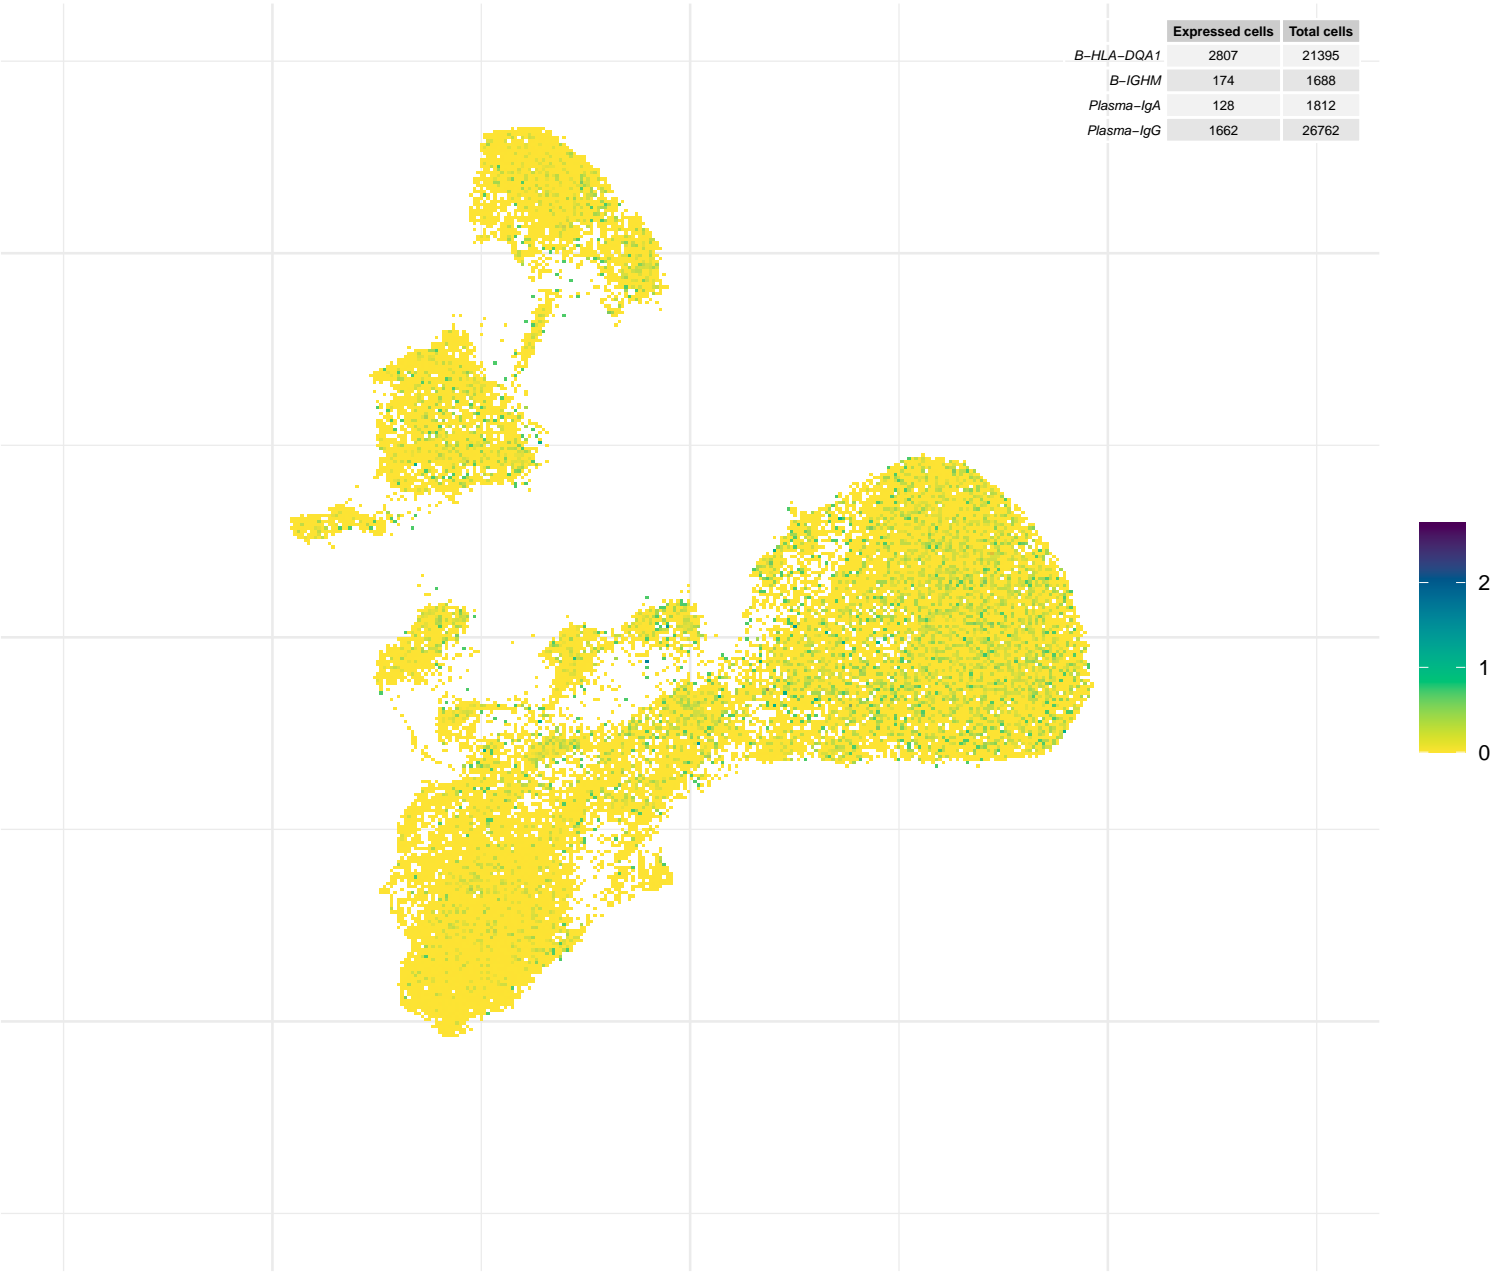 Expressed cells Total cells
B−HLA−DQA1 2807 21395
B−IGHM 174 1688
Plasma−IgA 128 1812
Plasma−IgG 1662 26762
2
1
0